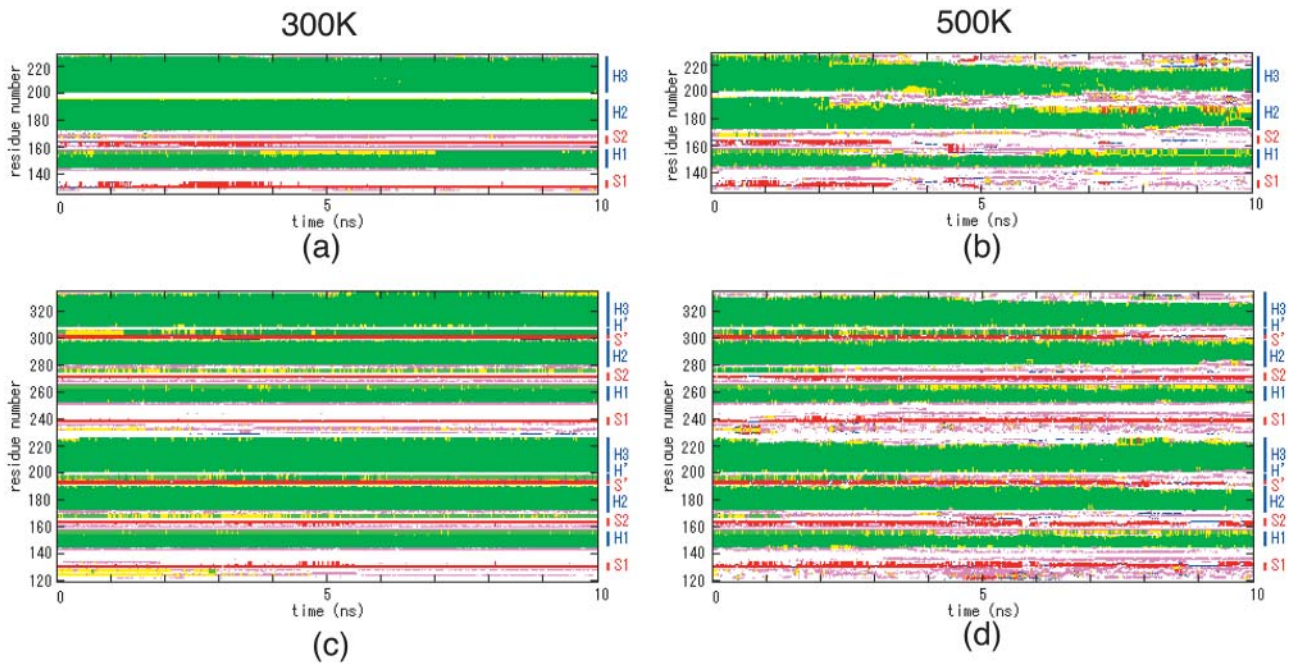 300K
500K
residue number
220
200
180
160
140
0
5
10
time (ns)
H3
H2
S2
H1
S1
(a)
residue number
220
200
180
160
140
0
5
10
time (ns)
H3
H2
S2
H1
S1
(b)
residue number
320
300
280
260
240
220
200
180
160
140
120
0
5
10
time (ns)
H3
H'
S'
H2
S2
H1
S1
H3
H'
S'
H2
S2
H1
S1
(c)
residue number
320
300
280
260
240
220
200
180
160
140
120
0
5
10
time (ns)
H3
H'
S'
H2
S2
H1
S1
H3
H'
S'
H2
S2
H1
S1
(d)